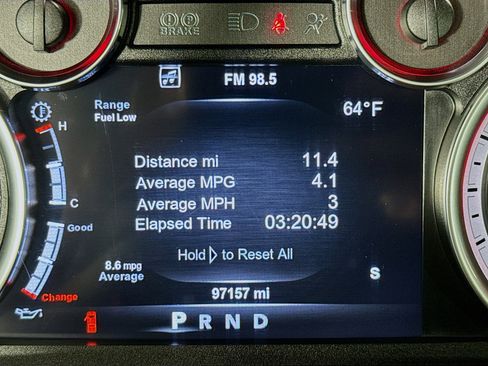 BRAKE
FM 98.5
Range
Fuel Low
64°F
H
C
Distance mi 11.4
Average MPG 4.1
Average MPH 3
Elapsed Time 03:20:49
Hold to Reset All
Good
Change
8.6 mpg
Average
S
97157 mi
P R N D